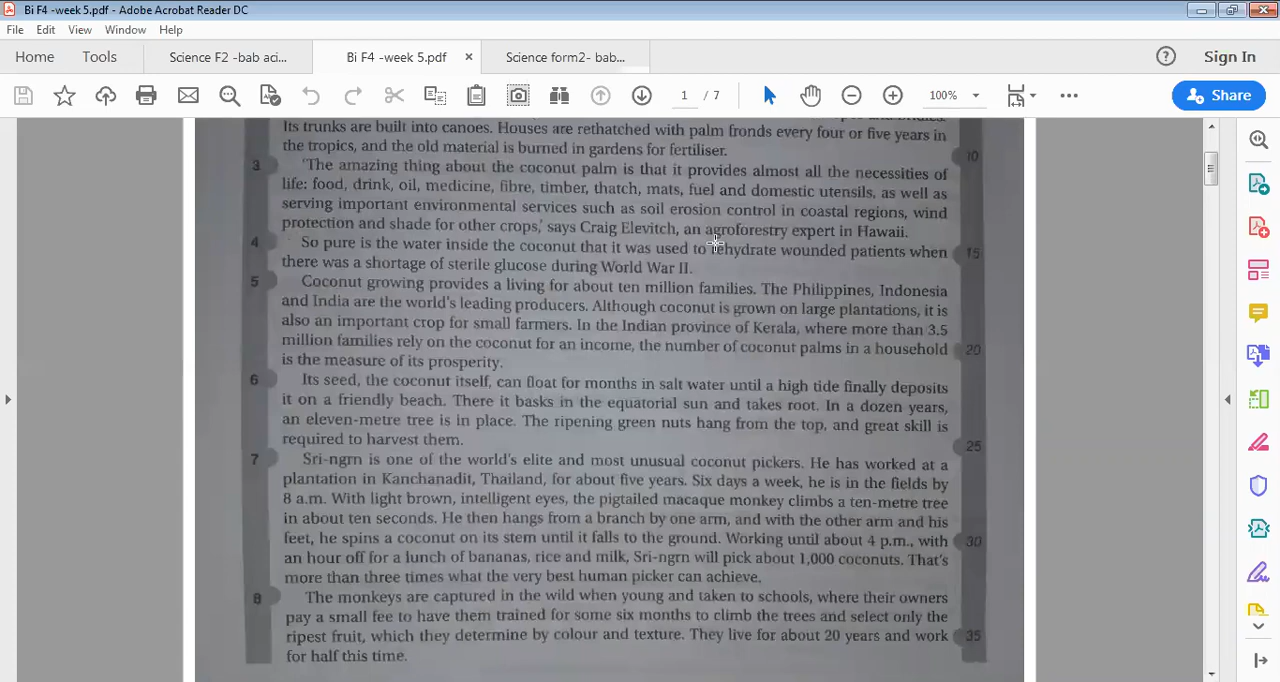 Bi F4 -week 5.pdf - Adobe Acrobat Reader DC
File Edit View Window Help
Home Tools Science F2 -bab aci... Bi F4 -week 5.pdf × Science form2- bab... Sign In
1 / 7 100% Share
Its trunks are built into canoes. Houses are rethatched with palm fronds every four or five years in
the tropics, and the old material is burned in gardens for fertiliser. 10
3 'The amazing thing about the coconut palm is that it provides almost all the necessities of
life: food, drink, oil, medicine, fibre, timber, thatch, mats, fuel and domestic utensils, as well as
serving important environmental services such as soil erosion control in coastal regions, wind
protection and shade for other crops,' says Craig Elevitch, an agroforestry expert in Hawaii.
4 So pure is the water inside the coconut that it was used to rehydrate wounded patients when 15
there was a shortage of sterile glucose during World War II.
5 Coconut growing provides a living for about ten million families. The Philippines, Indonesia
and India are the world's leading producers. Although coconut is grown on large plantations, it is
also an important crop for small farmers. In the Indian province of Kerala, where more than 3.5
million families rely on the coconut for an income, the number of coconut palms in a household 20
is the measure of its prosperity.
6 Its seed, the coconut itself, can float for months in salt water until a high tide finally deposits
it on a friendly beach. There it basks in the equatorial sun and takes root. In a dozen years,
an eleven-metre tree is in place. The ripening green nuts hang from the top, and great skill is
required to harvest them. 25
7 Sri-ngrn is one of the world's elite and most unusual coconut pickers. He has worked at a
plantation in Kanchanadit, Thailand, for about five years. Six days a week, he is in the fields by
8 a.m. With light brown, intelligent eyes, the pigtailed macaque monkey climbs a ten-metre tree
in about ten seconds. He then hangs from a branch by one arm, and with the other arm and his
feet, he spins a coconut on its stem until it falls to the ground. Working until about 4 p.m., with 30
an hour off for a lunch of bananas, rice and milk, Sri-ngrn will pick about 1,000 coconuts. That's
more than three times what the very best human picker can achieve.
8 The monkeys are captured in the wild when young and taken to schools, where their owners
pay a small fee to have them trained for some six months to climb the trees and select only the
ripest fruit, which they determine by colour and texture. They live for about 20 years and work 35
for half this time.